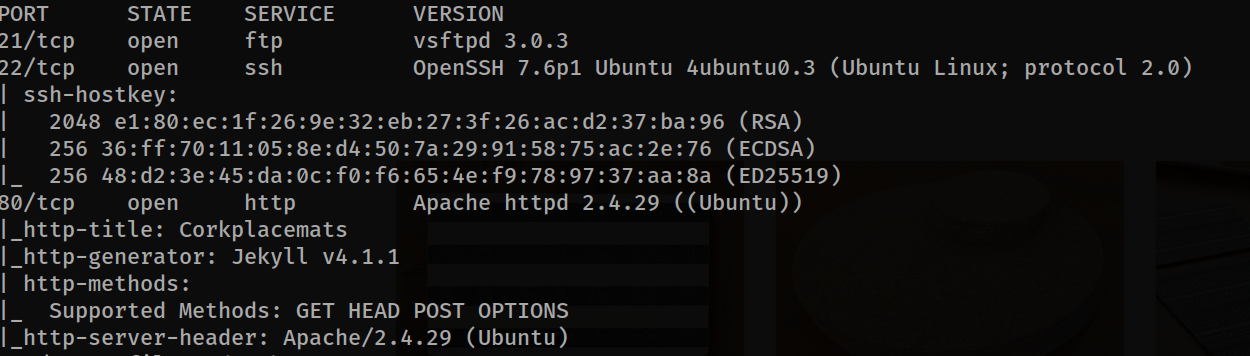 PORT STATE SERVICE VERSION
21/tcp open ftp vsftpd 3.0.3
22/tcp open ssh OpenSSH 7.6p1 Ubuntu 4ubuntu0.3 (Ubuntu Linux; protocol 2.0)
| ssh-hostkey:
| 2048 e1:80:ec:1f:26:9e:32:eb:27:3f:26:ac:d2:37:ba:96 (RSA)
| 256 36:ff:70:11:05:8e:d4:50:7a:29:91:58:75:ac:2e:76 (ECDSA)
|_ 256 48:d2:3e:45:da:0c:f0:f6:65:4e:f9:78:97:37:aa:8a (ED25519)
80/tcp open http Apache httpd 2.4.29 ((Ubuntu))
|_http-title: Corkplacemats
|_http-generator: Jekyll v4.1.1
| http-methods:
|_ Supported Methods: GET HEAD POST OPTIONS
|_http-server-header: Apache/2.4.29 (Ubuntu)